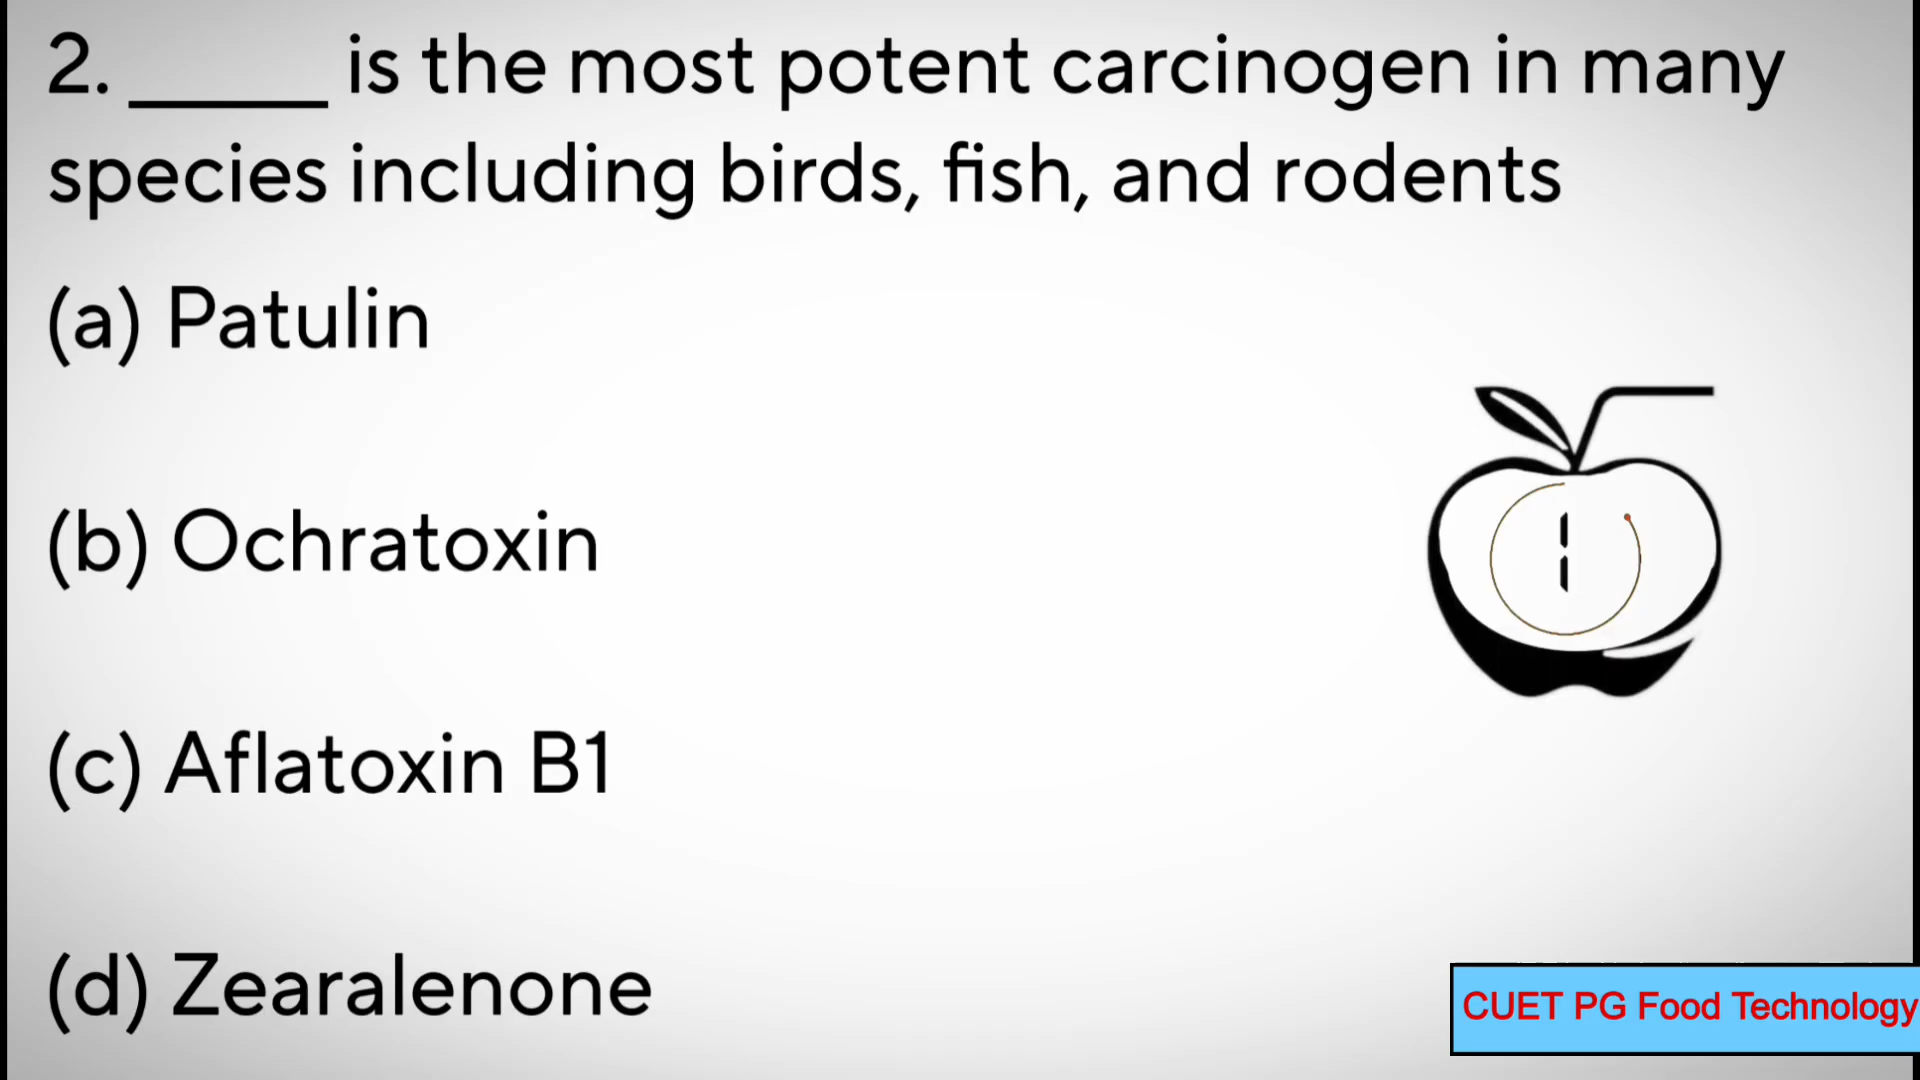 2. _____ is the most potent carcinogen in many
species including birds, fish, and rodents
(a) Patulin
(b) Ochratoxin
(c) Aflatoxin B1
(d) Zearalenone
1
CUET PG Food Technology